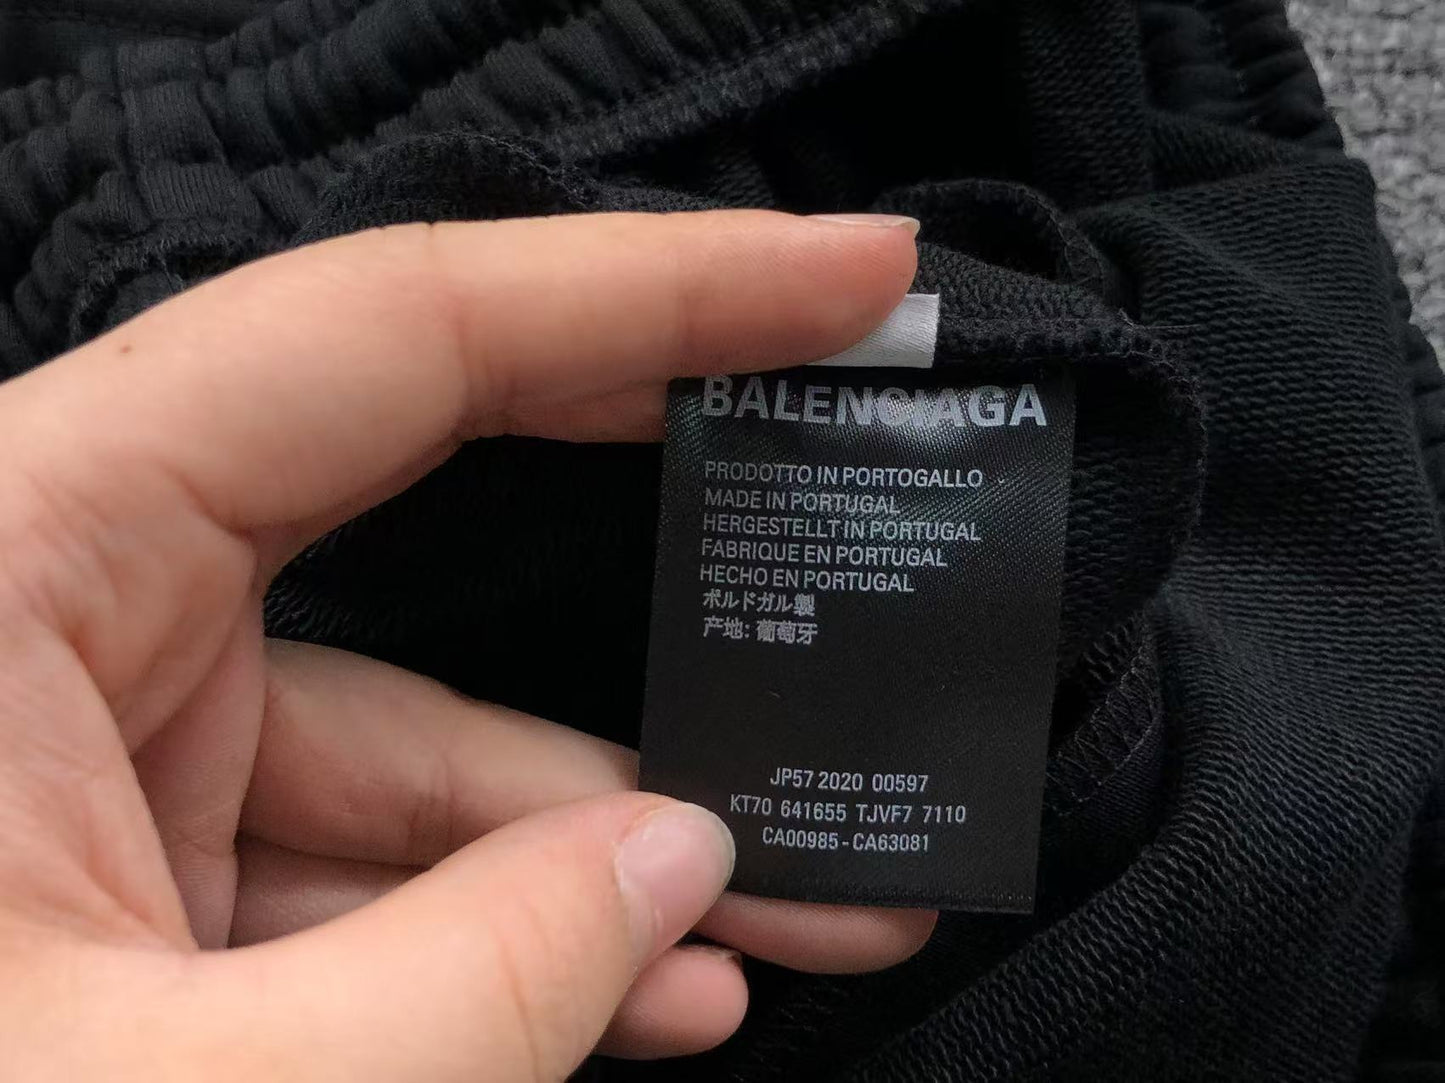 BALENCIAGA
PRODOTTO IN PORTOGALLO
MADE IN PORTUGAL
HERGESTELLT IN PORTUGAL
FABRIQUE EN PORTUGAL
HECHO EN PORTUGAL
ポルトガル製
产地: 葡萄牙
JP57 2020 00597
KT70 641655 TJVF7 7110
CA00985-CA63081